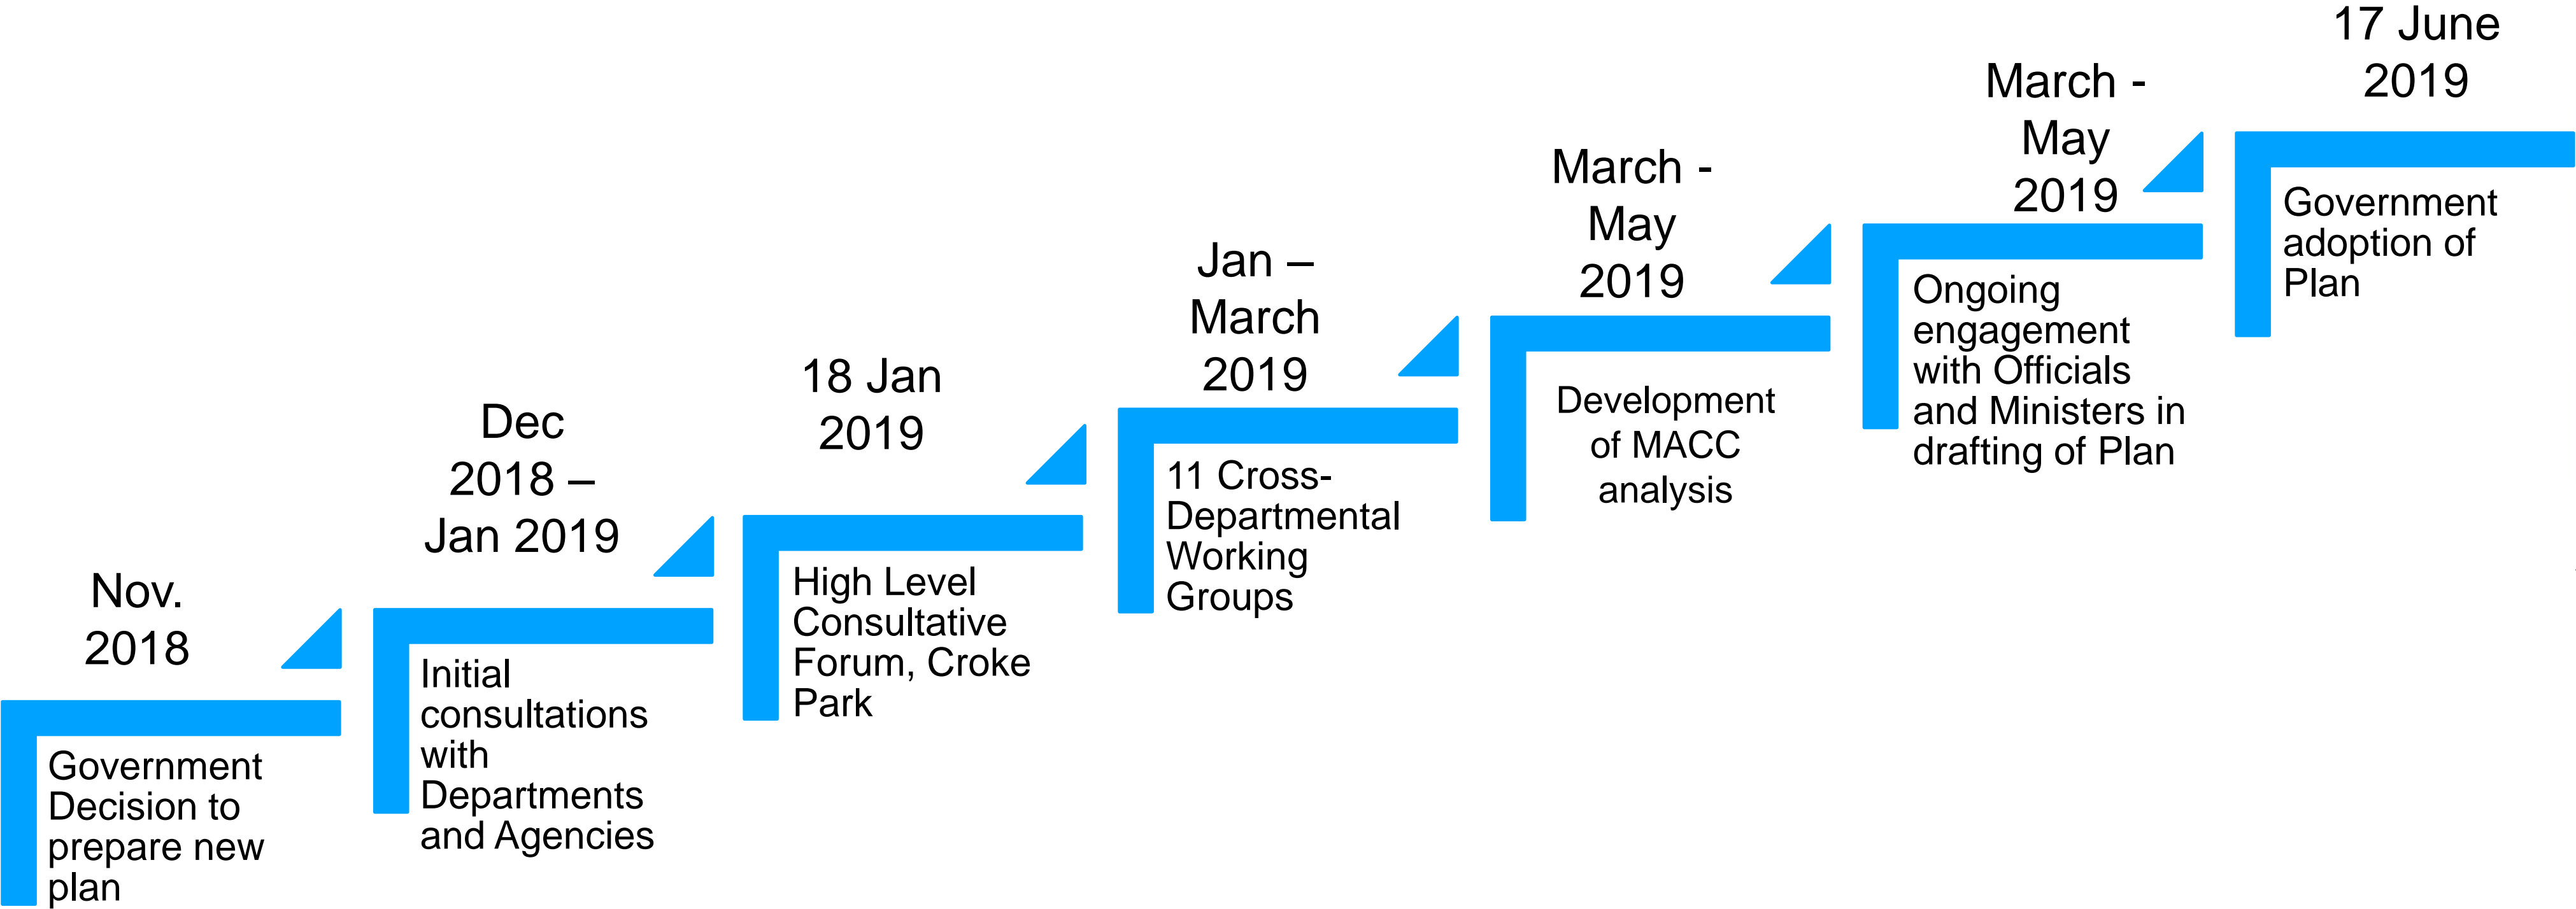 Nov.
2018
Government
Decision to
prepare new
plan
Dec
2018 –
Jan 2019
Initial
consultations
with
Departments
and Agencies
18 Jan
2019
High Level
Consultative
Forum, Croke
Park
Jan –
March
2019
11 Cross-
Departmental
Working
Groups
March -
May
2019
Development
of MACC
analysis
March -
May
2019
Ongoing
engagement
with Officials
and Ministers in
drafting of Plan
17 June
2019
Government
adoption of
Plan